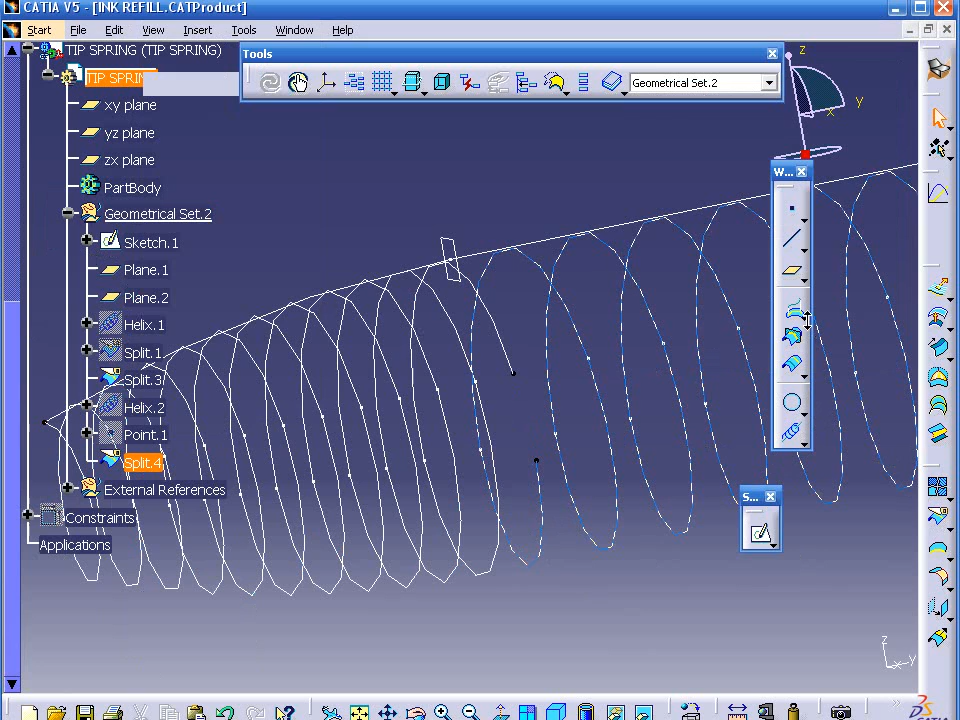 CATIA V5 - [INK REFILL.CATProduct]
Start File Edit View Insert Tools Window Help
TIP SPRING (TIP SPRING)
Tools
TIP SPRIN
Geometrical Set.2
z
y
x
xy plane
yz plane
zx plane
W...
PartBody
Geometrical Set.2
Sketch.1
Plane.1
Plane.2
Helix.1
Split.1
Split.3
Helix.2
Point.1
Split.4
External References
S...
Constraints
Applications
z
x y
CATIA